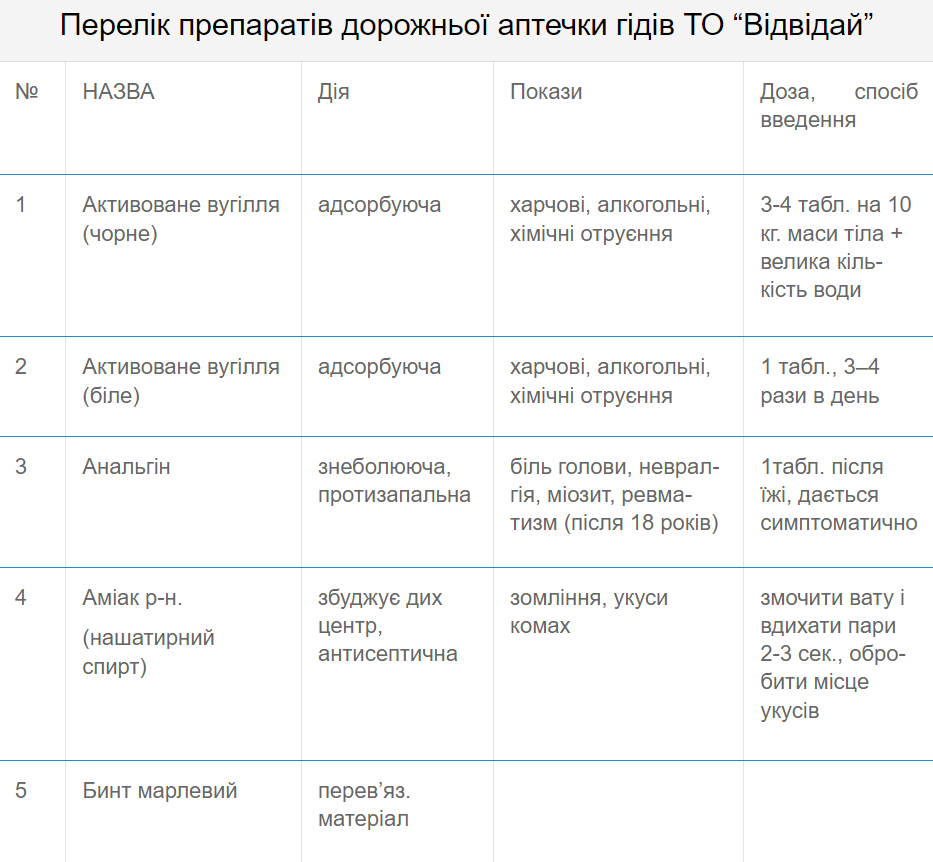 Перелік препаратів дорожньої аптечки гідів ТО “Відвідай”
№ НАЗВА Дія Покази Доза, спосіб
введення
1 Активоване вугілля адсорбуюча харчові, алкогольні, 3-4 табл. на 10
(чорне) хімічні отруєння кг. маси тіла +
велика кіль-
кість води
2 Активоване вугілля адсорбуюча харчові, алкогольні, 1 табл., 3–4
(біле) хімічні отруєння рази в день
3 Анальгін знеболююча, біль голови, неврал- 1табл. після
протизапальна гія, міозит, ревма- їжі, дається
тизм (після 18 років) симптоматично
4 Аміак р-н. збуджує дих зомління, укуси змочити вату і
центр, комах вдихати пари
(нашатирний антисептична 2-3 сек., обро-
спирт) бити місце
укусів
5 Бинт марлевий перев’яз.
матеріал